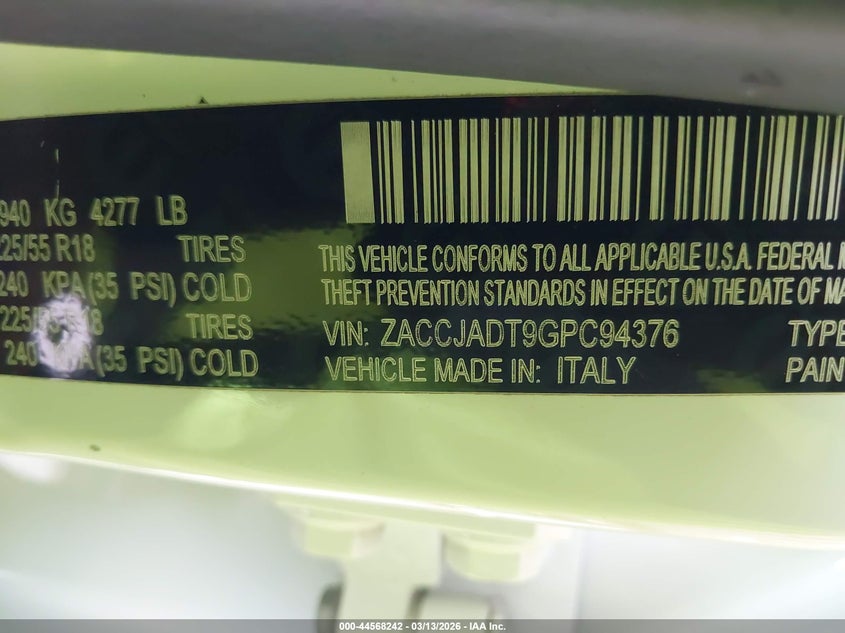 940 KG 4277 LB
225/55 R18 TIRES
240 KPA(35 PSI) COLD
TIRES
240 (35 PSI) COLD
THIS VEHICLE CONFORMS TO ALL APPLICABLE U.S.A. FEDERAL
THEFT PREVENTION STANDARDS IN EFFECT ON THE DATE OF
VIN: ZACCJADT9GPC94376 TYPE
VEHICLE MADE IN: ITALY PAIN
000-44568242 - 03/13/2026 - IAA Inc.